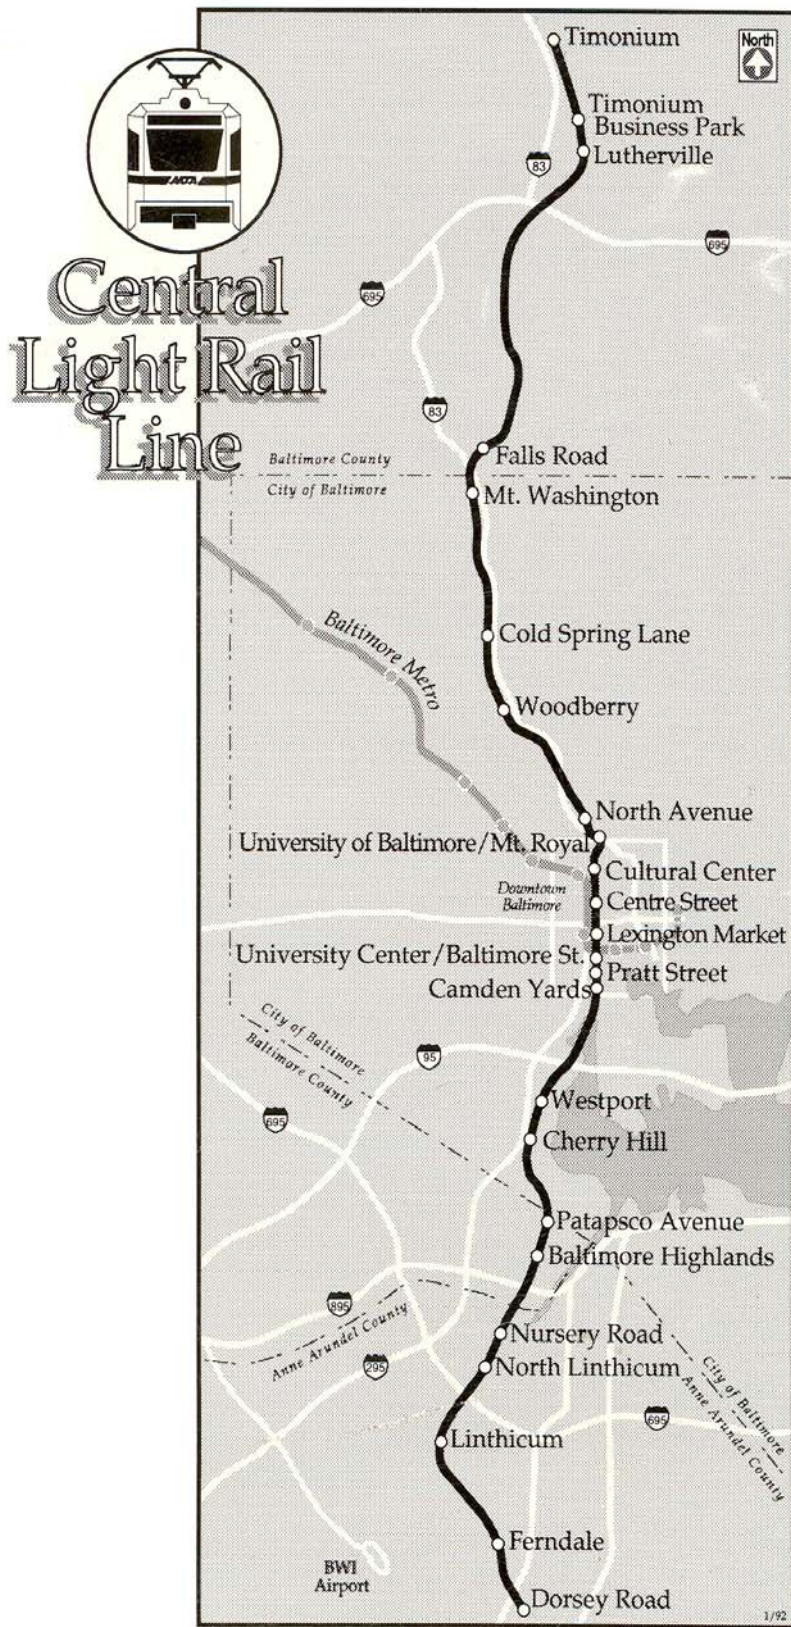 Central
Light Rail
Line
MTA
North
Timonium
Timonium
Business Park
Lutherville
83
695
695
83
Baltimore County
City of Baltimore
Falls Road
Mt. Washington
Cold Spring Lane
Baltimore Metro
Woodberry
North Avenue
University of Baltimore/Mt. Royal
Cultural Center
Downtown
Baltimore
Centre Street
Lexington Market
University Center/Baltimore St.
Pratt Street
Camden Yards
City of Baltimore
Baltimore County
95
695
Westport
Cherry Hill
Patapsco Avenue
Baltimore Highlands
895
Anne Arundel County
295
Nursery Road
North Linthicum
City of Baltimore
Anne Arundel County
695
Linthicum
Ferndale
BWI
Airport
Dorsey Road
1/92